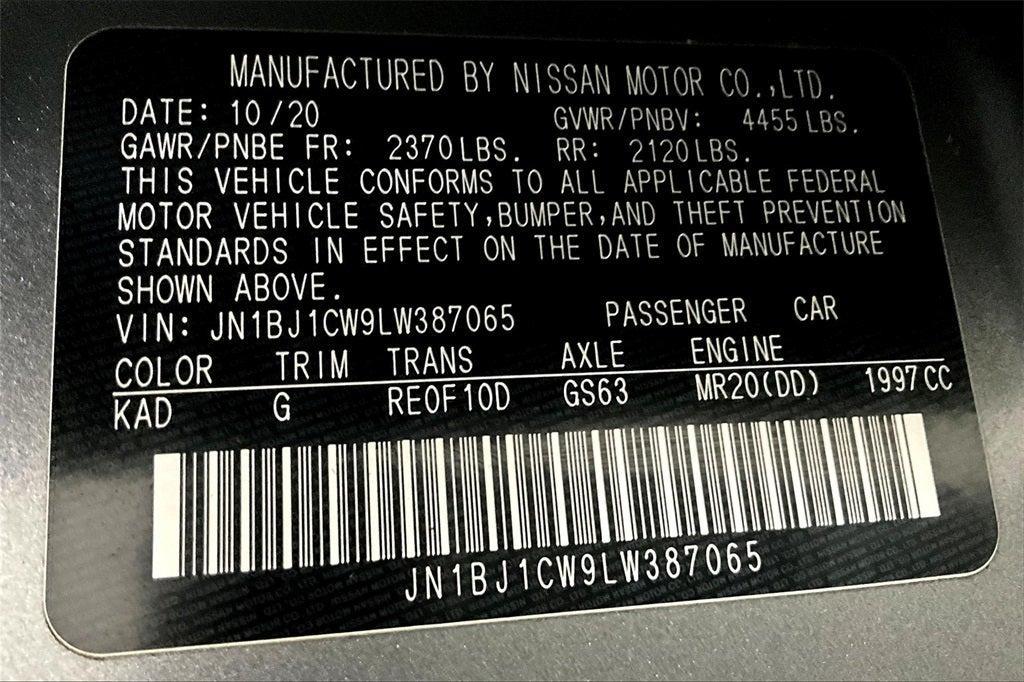 MANUFACTURED BY NISSAN MOTOR CO.,LTD.
DATE: 10/20 GVWR/PNBV: 4455 LBS.
GAWR/PNBE FR: 2370 LBS. RR: 2120 LBS.
THIS VEHICLE CONFORMS TO ALL APPLICABLE FEDERAL
MOTOR VEHICLE SAFETY,BUMPER,AND THEFT PREVENTION
STANDARDS IN EFFECT ON THE DATE OF MANUFACTURE
SHOWN ABOVE.
VIN: JN1BJ1CW9LW387065 PASSENGER CAR
COLOR TRIM TRANS AXLE ENGINE
KAD G RE0F10D GS63 MR20(DD) 1997CC
JN1BJ1CW9LW387065